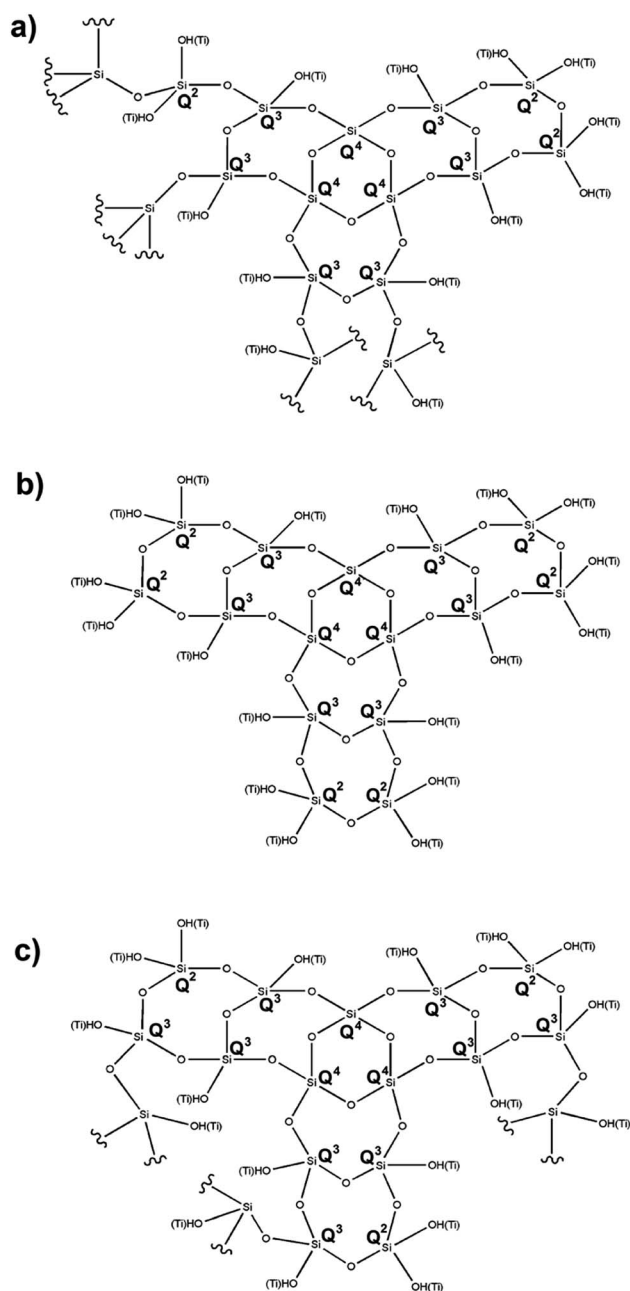 a)
OH(Ti)
(Ti)HO OH(Ti)
(Ti)HO
Si OH(Ti)
Si O O Si
O Q² Q²
Si O O Si O
(Ti)HO Q³ Q³ OH(Ti)
O Si O Q²
Q⁴ O O O Si
Q³ Q³
O Si O O Si
Q⁴ Q⁴ OH(Ti)
Si Si
Si
(Ti)HO O OH(Ti)
O O
Q³ Q³
(Ti)HO Si Si OH(Ti)
O
O O
(Ti)HO Si Si
OH(Ti)
b)
OH(Ti)
(Ti)HO OH(Ti)
(Ti)HO OH(Ti) (Ti)HO
Si O O Si
Q² Q²
O Si O O Si O
Q³ Q³ OH(Ti)
(Ti)HO O Si O
Si Q² Q⁴ Q² Si
(Ti)HO O O O O
Q³ Q³
O Si O O Si
Q⁴ Q⁴ OH(Ti)
Si Si
(Ti)HO O OH(Ti)
O O
Q³ Q³
(Ti)HO Si Si OH(Ti)
O
O O
(Ti)HO OH(Ti)
Si Q² Q² Si
O
(Ti)HO OH(Ti)
c)
OH(Ti)
(Ti)HO OH(Ti)
(Ti)HO OH(Ti) (Ti)HO
Si O O Si
Q² Q²
O Si O O Si O
Q³ Q³ OH(Ti)
(Ti)HO O Si O Q³
Si Q³ Q⁴ Si
O O O O
Q³ Q³
O Si O O Si
O Q⁴ Q⁴ O
Si Si
(Ti)HO O OH(Ti)
Si OH(Ti) Si OH(Ti)
O O
Q³ Q³
(Ti)HO Si Si OH(Ti)
O
Si O O
(Ti)HO OH(Ti)
O Si Q³ Q² Si
O
(Ti)HO OH(Ti)